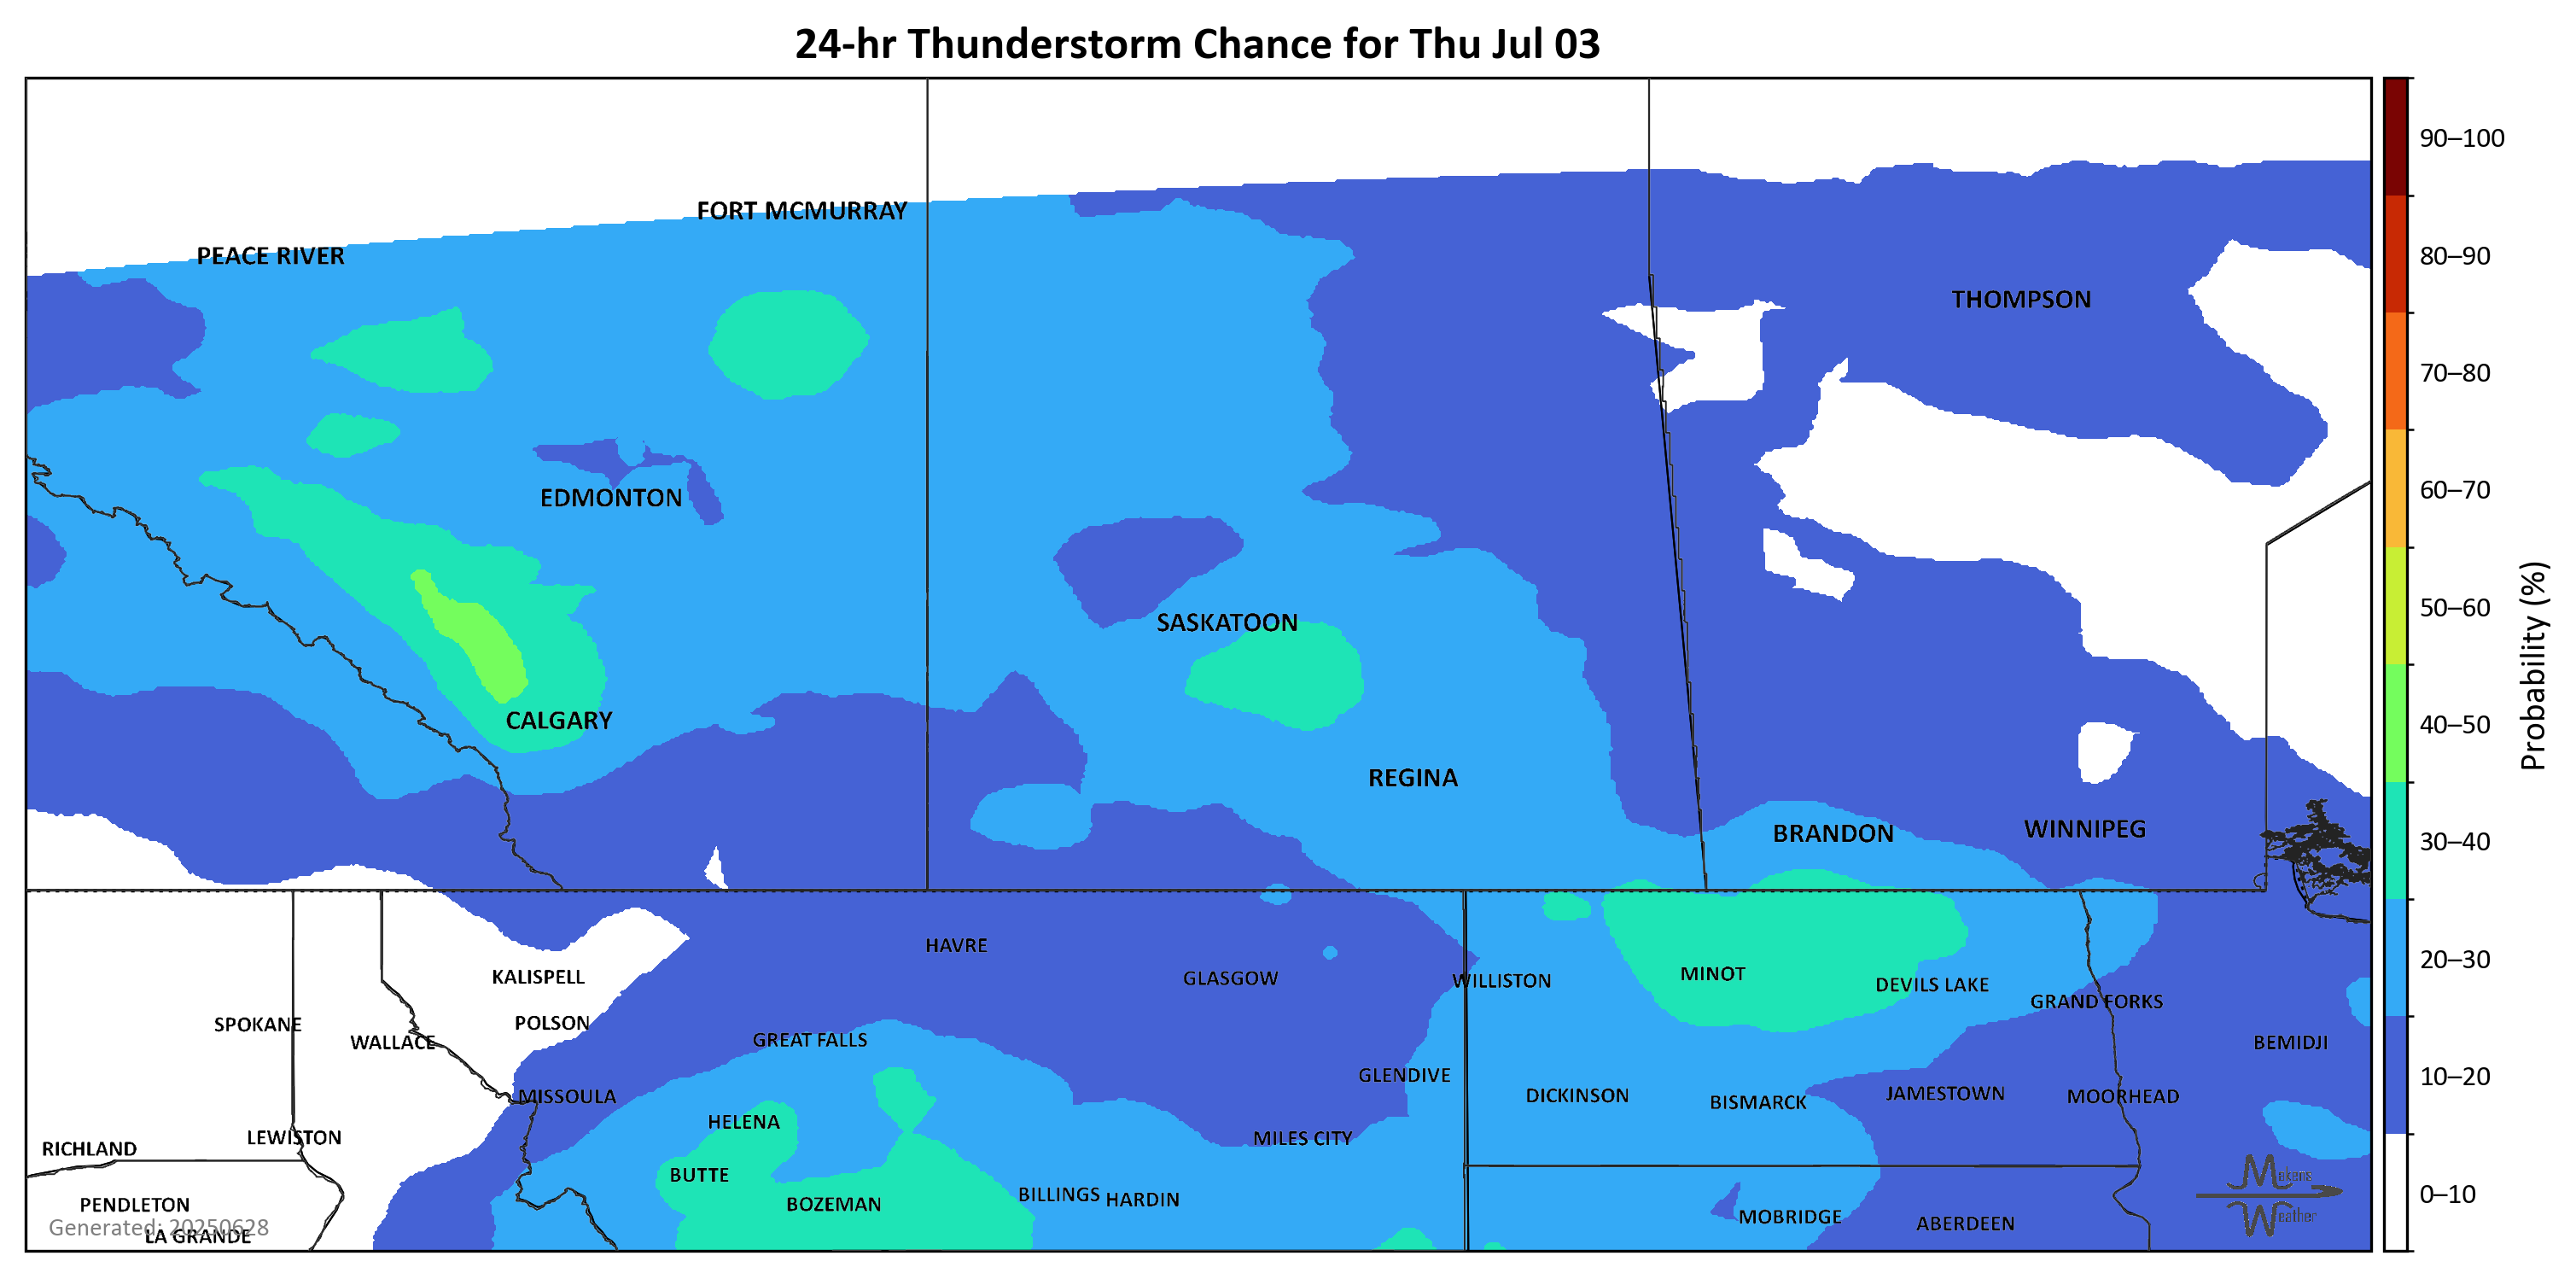 24-hr Thunderstorm Chance for Thu Jul 03
90–100
FORT MCMURRAY
PEACE RIVER
80–90
THOMPSON
70–80
EDMONTON
60–70
SASKATOON
50–60
CALGARY
40–50
REGINA
BRANDON
WINNIPEG
30–40
Probability (%)
HAVRE
20–30
KALISPELL
GLASGOW
WILLISTON
MINOT
DEVILS LAKE
GRAND FORKS
SPOKANE
POLSON
WALLACE
GREAT FALLS
BEMIDJI
GLENDIVE
10–20
MISSOULA
DICKINSON
BISMARCK
JAMESTOWN
MOORHEAD
HELENA
LEWISTON
MILES CITY
RICHLAND
BUTTE
Mekens
Weather
0–10
PENDLETON
BOZEMAN
BILLINGS
HARDIN
MOBRIDGE
ABERDEEN
Generated: 20250628
LA GRANDE